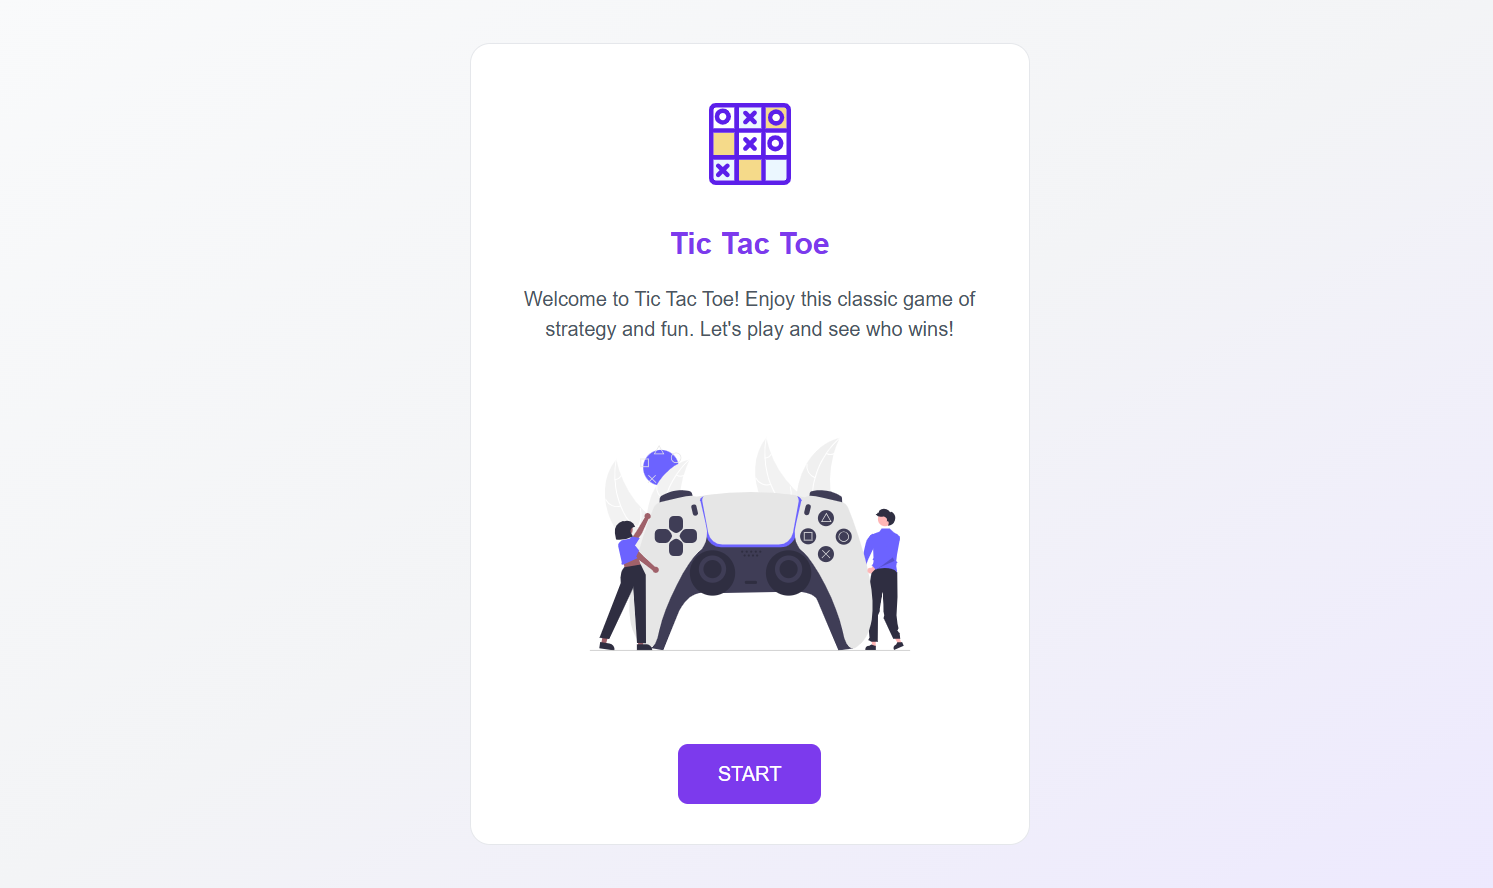 Tic Tac Toe
Welcome to Tic Tac Toe! Enjoy this classic game of
strategy and fun. Let's play and see who wins!
START